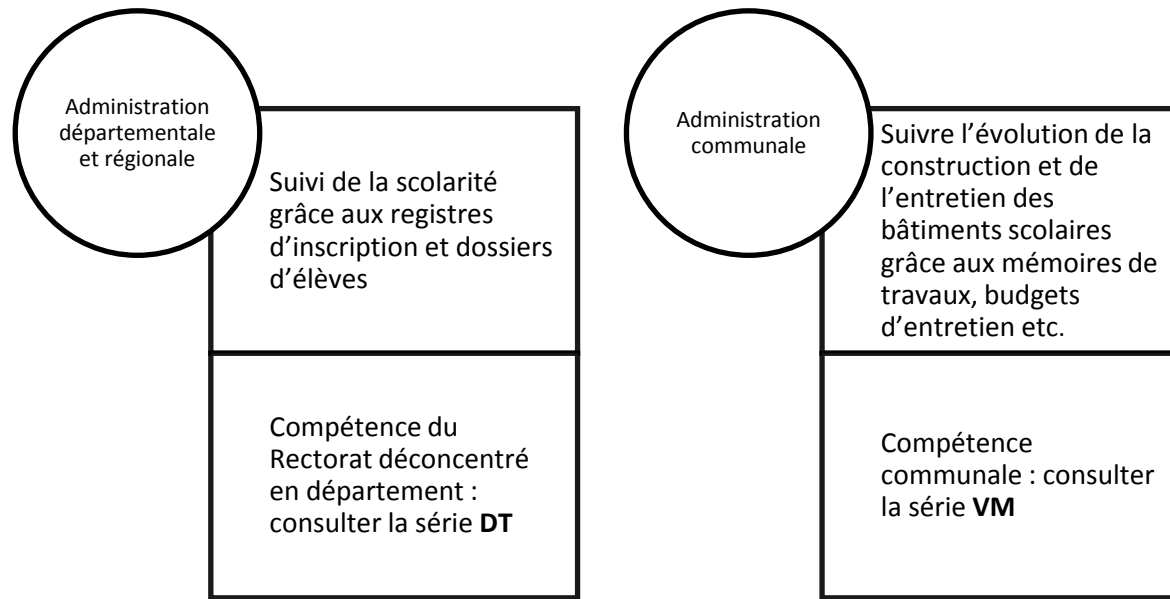 Administration
départementale
et régionale
Suivi de la scolarité
grâce aux registres
d’inscription et dossiers
d’élèves
Compétence du
Rectorat déconcentré
en département :
consulter la série DT
Administration
communale
Suivre l’évolution de la
construction et de
l’entretien des
bâtiments scolaires
grâce aux mémoires de
travaux, budgets
d’entretien etc.
Compétence
communale : consulter
la série VM